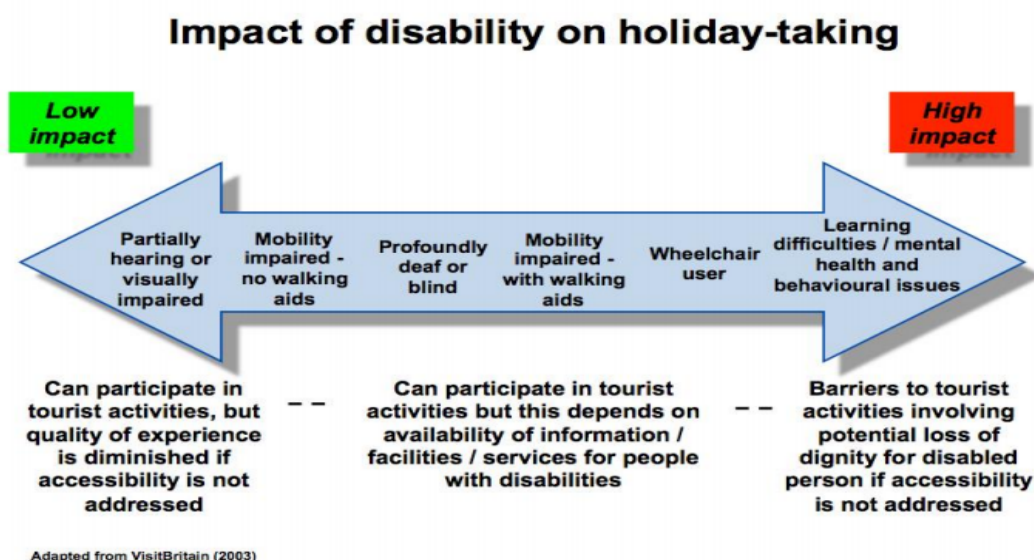 Impact of disability on holiday-taking
Low
impact
High
impact
Partially
hearing or
visually
impaired
Mobility
impaired -
no walking
aids
Profoundly
deaf or
blind
Mobility
impaired -
with walking
aids
Wheelchair
user
Learning
difficulties / mental
health and
behavioural issues
Can participate in
tourist activities, but
quality of experience
is diminished if
accessibility is not
addressed
Can participate in tourist
activities but this depends on
availability of information /
facilities / services for people
with disabilities
Barriers to tourist
activities involving
potential loss of
dignity for disabled
person if accessibility
is not addressed
Adapted from VisitBritain (2003)